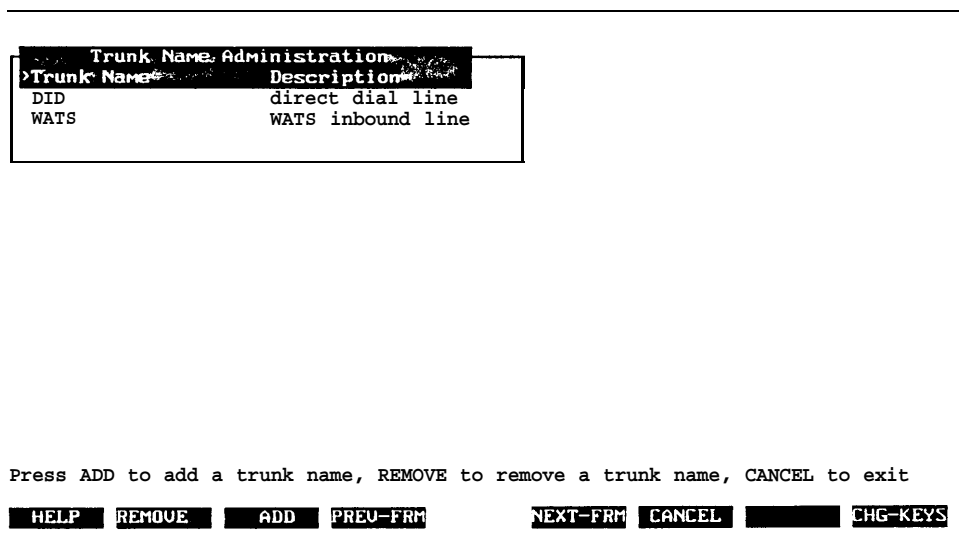 Trunk Name Administration
>Trunk Name Description
DID direct dial line
WATS WATS inbound line
Press ADD to add a trunk name, REMOVE to remove a trunk name, CANCEL to exit
HELP REMOVE ADD PREV-FRM NEXT-FRM CANCEL CHG-KEYS